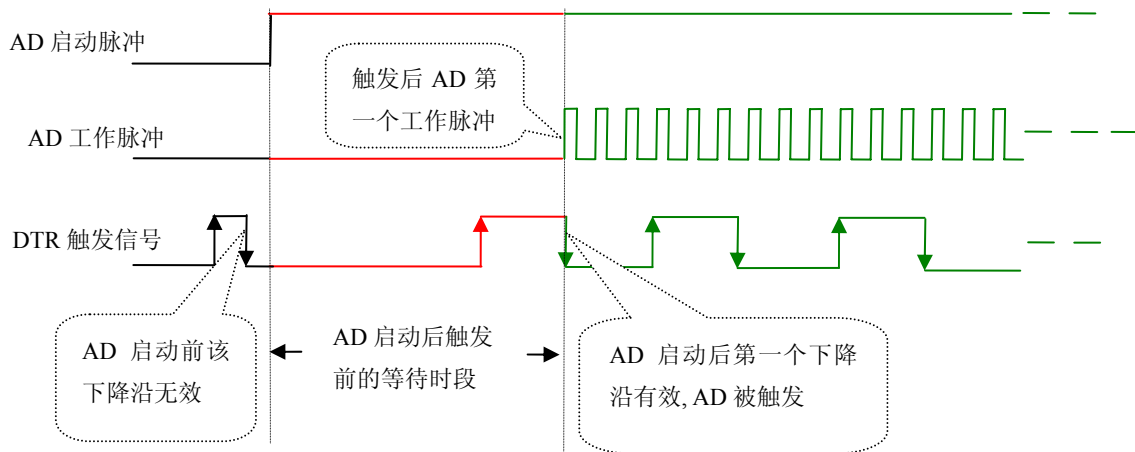 AD 启动脉冲
触发后 AD 第
一个工作脉冲
AD 工作脉冲
DTR 触发信号
AD 启动前该
下降沿无效
AD 启动后触发
前的等待时段
AD 启动后第一个下降
沿有效, AD 被触发